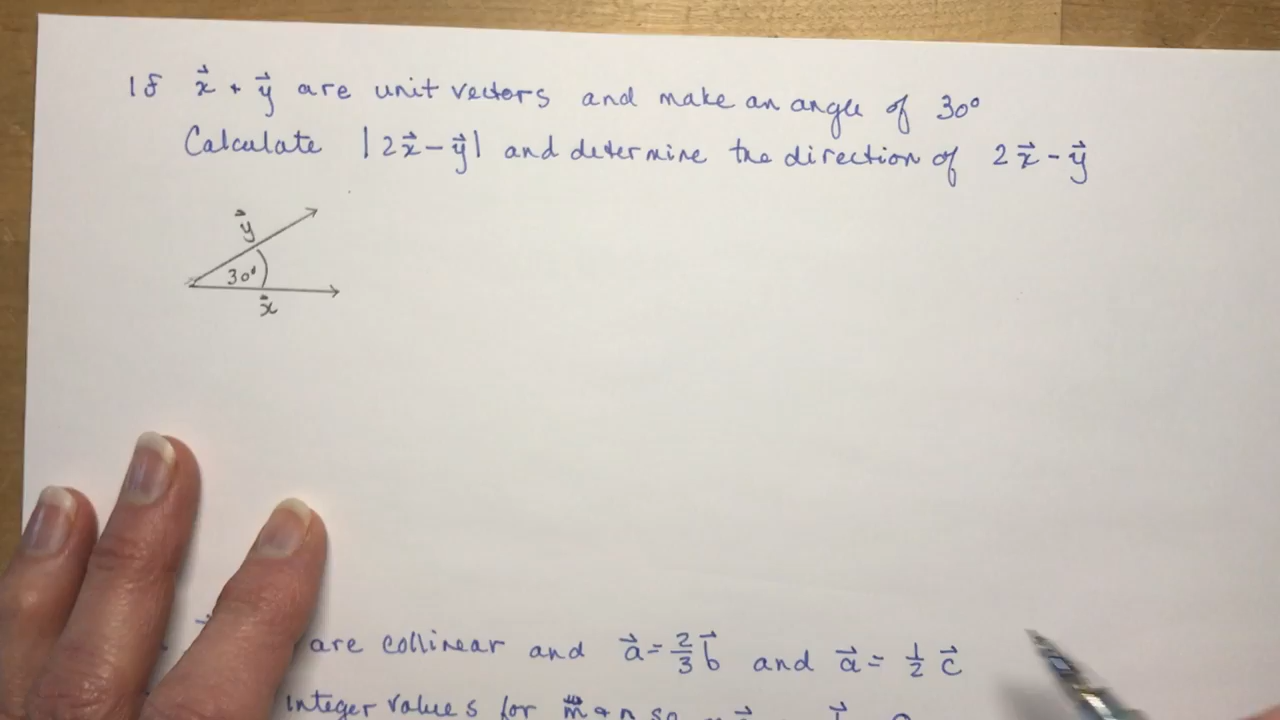 If x⃗ + y⃗ are unit vectors and make an angle of 30°
Calculate |2x⃗ - y⃗| and determine the direction of 2x⃗ - y⃗
y⃗
30°
x⃗
are collinear and a⃗ = 2/3 b⃗ and a⃗ = 1/2 c⃗
integer values for m + n so